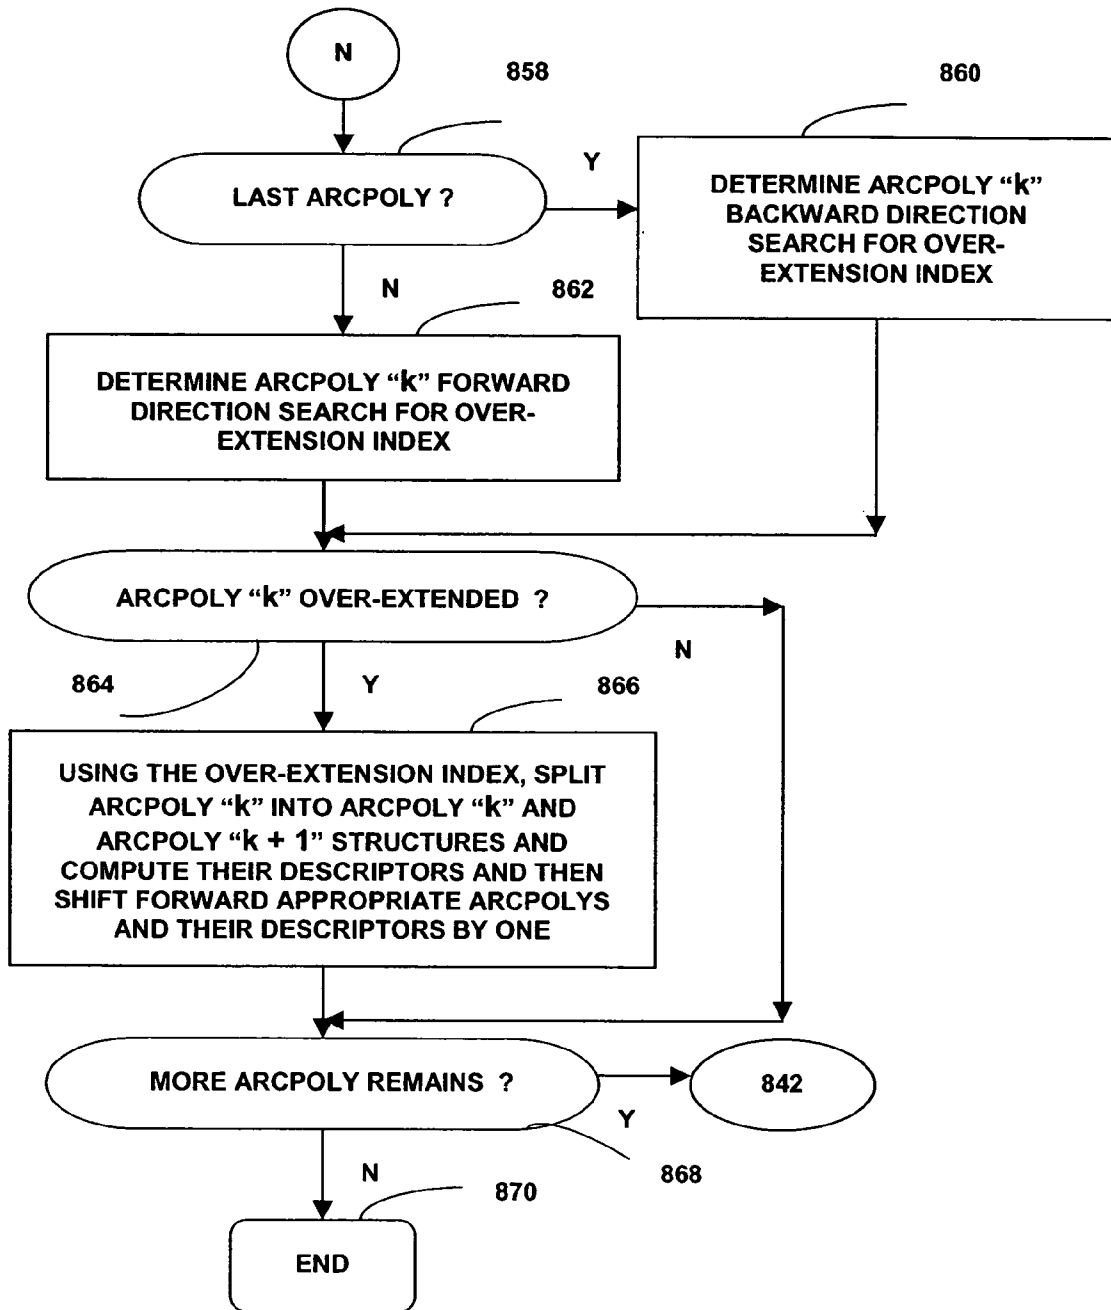 N
858
860
LAST ARCPOLY ?
Y
DETERMINE ARCPOLY “k”
BACKWARD DIRECTION
SEARCH FOR OVER-
EXTENSION INDEX
N
862
DETERMINE ARCPOLY “k” FORWARD
DIRECTION SEARCH FOR OVER-
EXTENSION INDEX
ARCPOLY “k” OVER-EXTENDED ?
N
864
Y
866
USING THE OVER-EXTENSION INDEX, SPLIT
ARCPOLY “k” INTO ARCPOLY “k” AND
ARCPOLY “k + 1” STRUCTURES AND
COMPUTE THEIR DESCRIPTORS AND THEN
SHIFT FORWARD APPROPRIATE ARCPOLYS
AND THEIR DESCRIPTORS BY ONE
MORE ARCPOLY REMAINS ?
842
Y
868
N
870
END